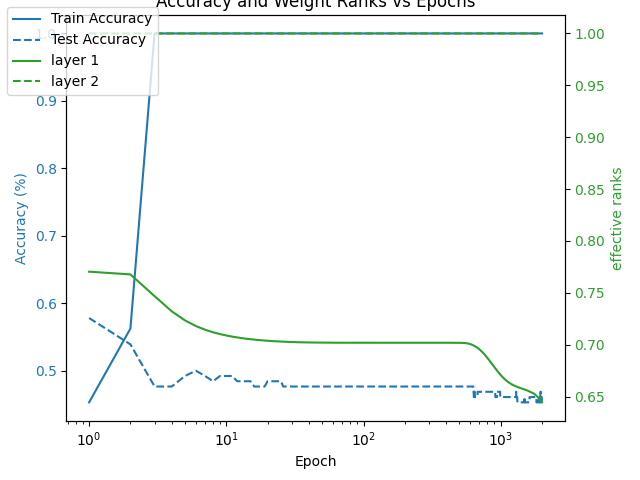 Accuracy and Weight Ranks vs Epochs
Train Accuracy
Test Accuracy
layer 1
layer 2
1.0
0.9
0.8
0.7
0.6
0.5
Accuracy (%)
1.00
0.95
0.90
0.85
0.80
0.75
0.70
0.65
effective ranks
10⁰
10¹
10²
10³
Epoch